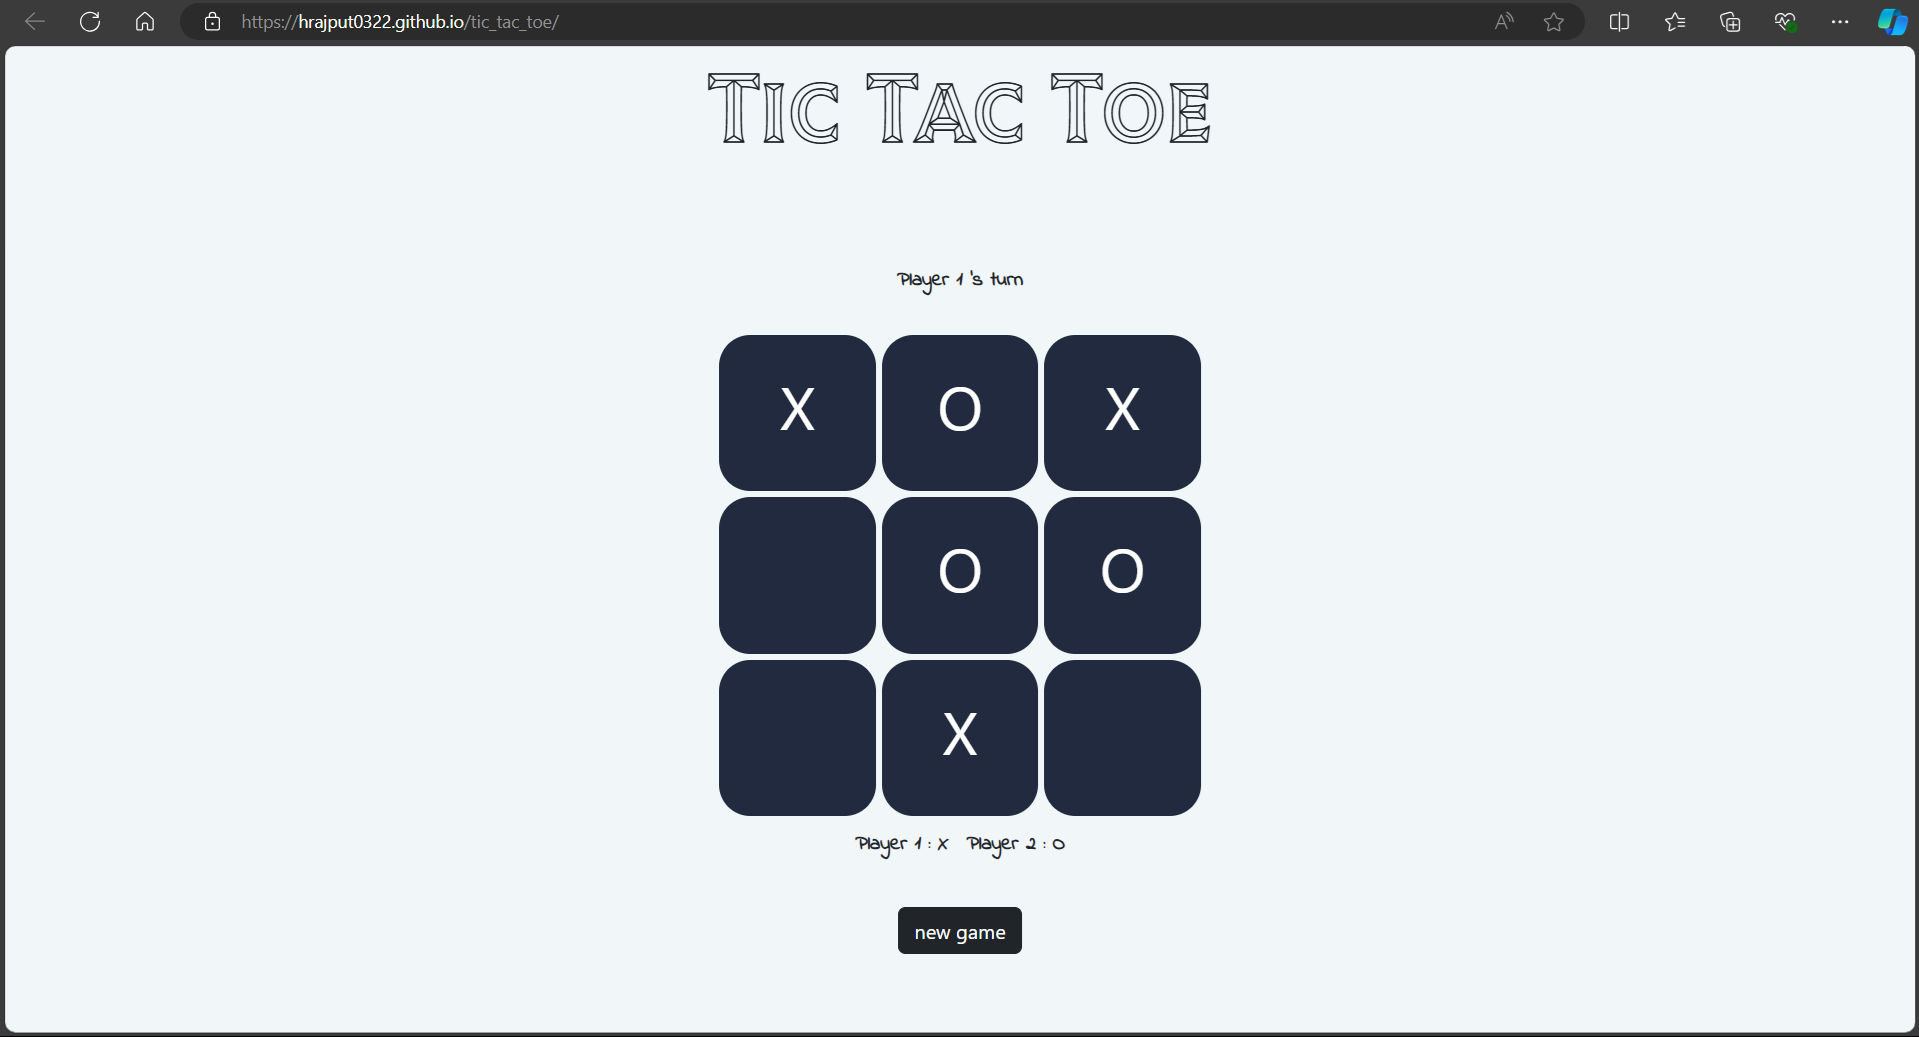 https://hrajput0322.github.io/tic_tac_toe/
Tic Tac Toe
Player 1 's turn
X O X
O O
X
Player 1 : X Player 2 : O
new game